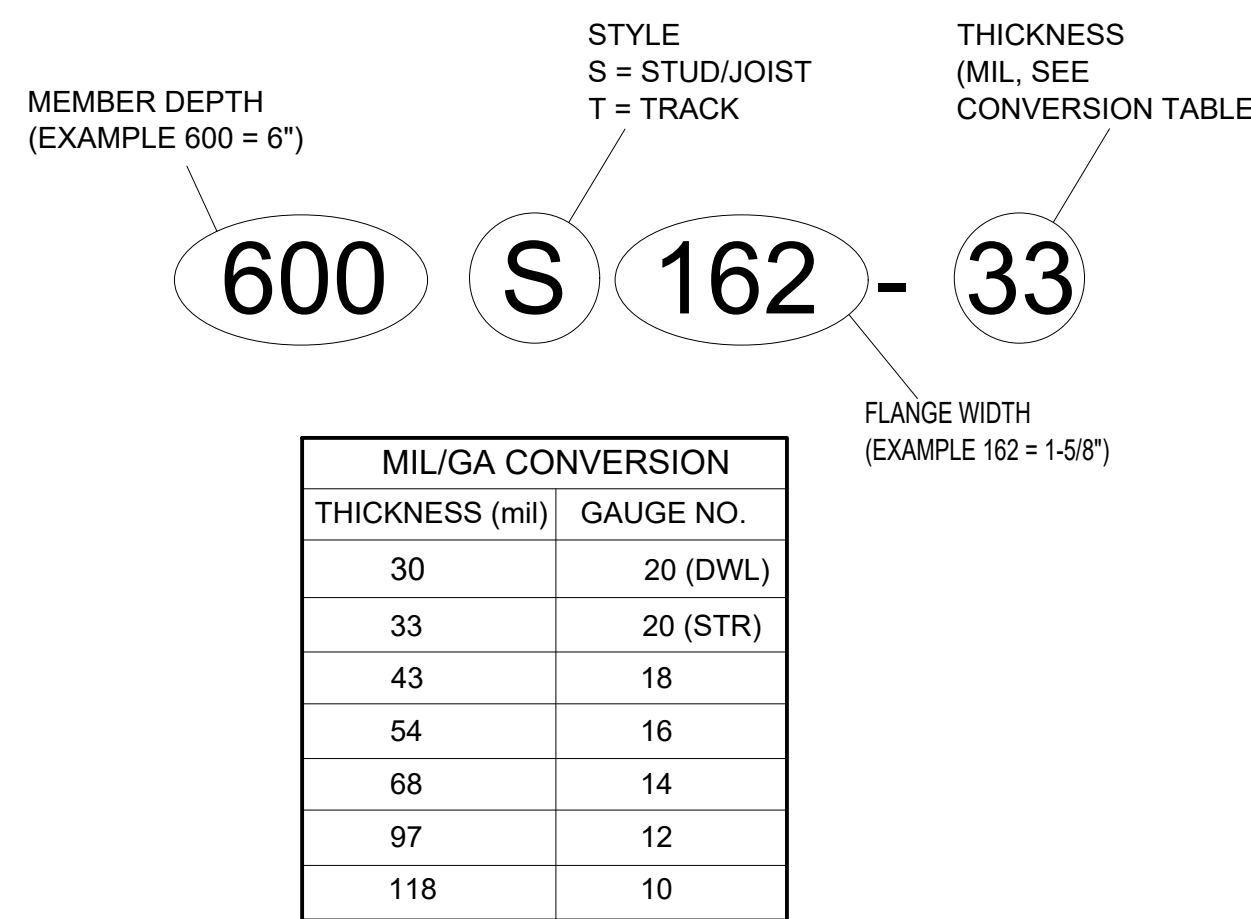 STYLE
S = STUD/JOIST
T = TRACK
THICKNESS
(MIL, SEE
CONVERSION TABLE
MEMBER DEPTH
(EXAMPLE 600 = 6")
600 S 162 - 33
FLANGE WIDTH
(EXAMPLE 162 = 1-5/8")
MIL/GA CONVERSION
THICKNESS (mil) GAUGE NO.
30 20 (DWL)
33 20 (STR)
43 18
54 16
68 14
97 12
118 10